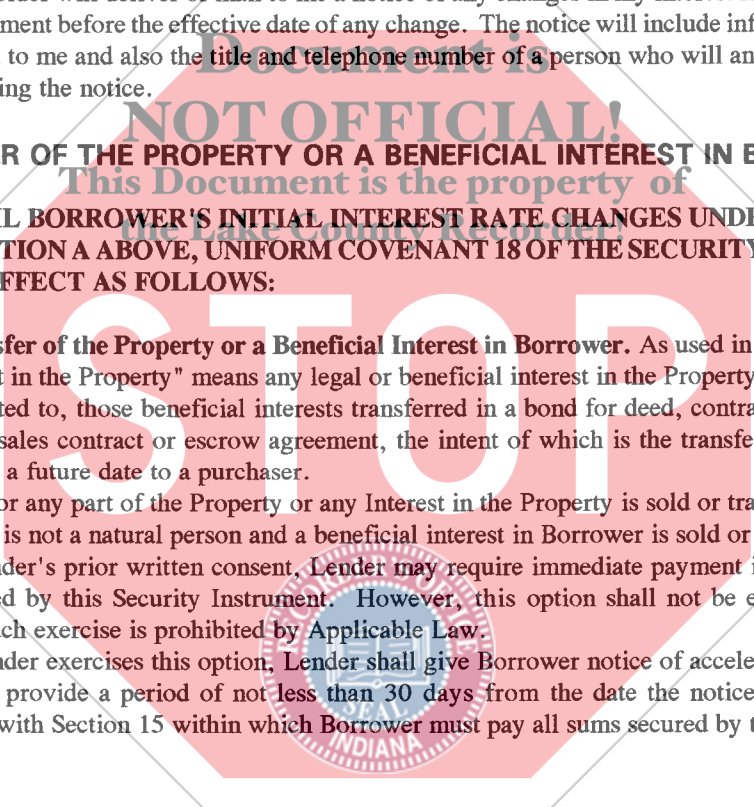 ment before the effective date of any change. The notice will include inf
to me and also the title and telephone number of a person who will an
ing the notice.
Document is
NOT OFFICIAL!
R OF THE PROPERTY OR A BENEFICIAL INTEREST IN B
This Document is the property of
the Lake County Recorder!
IL BORROWER'S INITIAL INTEREST RATE CHANGES UNDE
TION A ABOVE, UNIFORM COVENANT 18 OF THE SECURITY
EFFECT AS FOLLOWS:
STOP
sfer of the Property or a Beneficial Interest in Borrower. As used in
t in the Property" means any legal or beneficial interest in the Property
ted to, those beneficial interests transferred in a bond for deed, contra
sales contract or escrow agreement, the intent of which is the transfe
a future date to a purchaser.
or any part of the Property or any Interest in the Property is sold or tra
is not a natural person and a beneficial interest in Borrower is sold or
der's prior written consent, Lender may require immediate payment i
ed by this Security Instrument. However, this option shall not be e
ch exercise is prohibited by Applicable Law.
nder exercises this option, Lender shall give Borrower notice of accele
provide a period of not less than 30 days from the date the notice
with Section 15 within which Borrower must pay all sums secured by t
SEAL
INDIANA